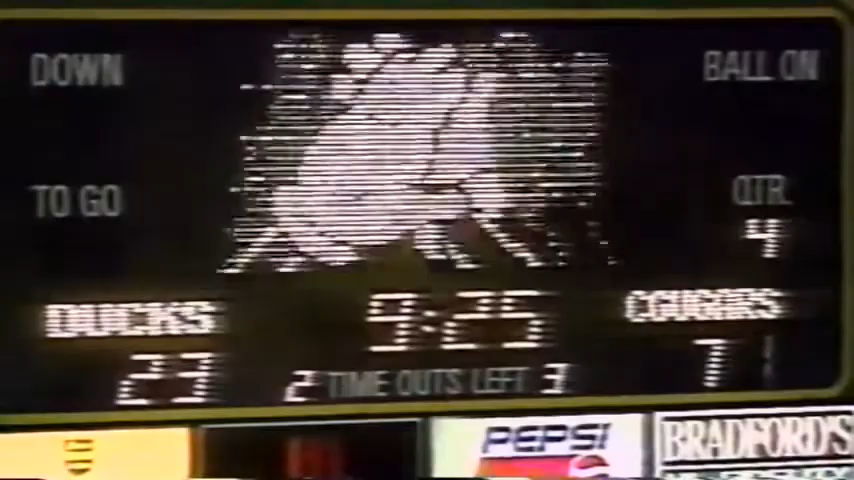 DOWN
BALL ON
TO GO
QTR.
4
DUCKS 9:25 COUGARS
23 2 TIME OUTS LEFT 3 7
PEPSI
BRADFORD'S